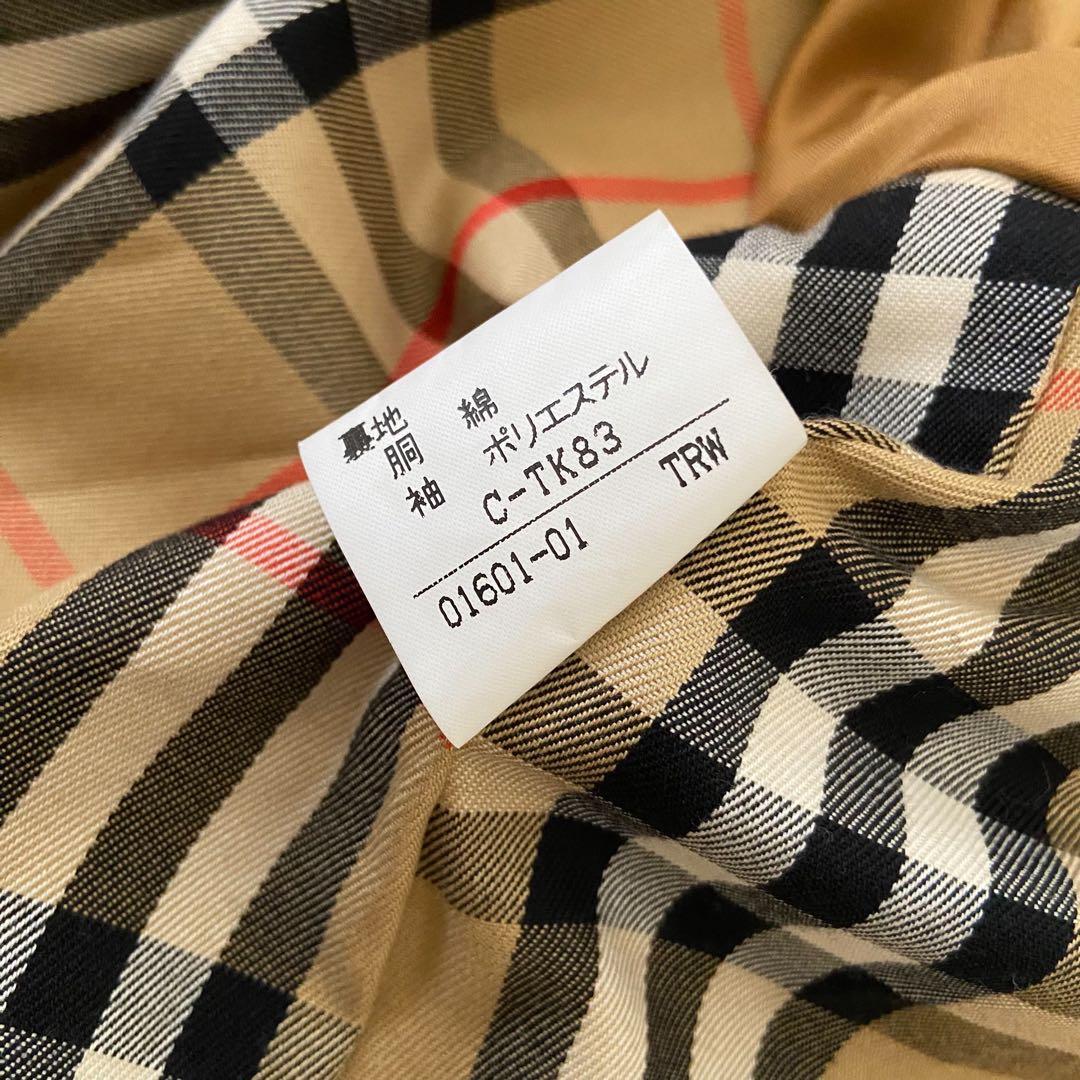 裏地
胴 綿
袖 ポリエステル
C-TK83
01601-01 TRW